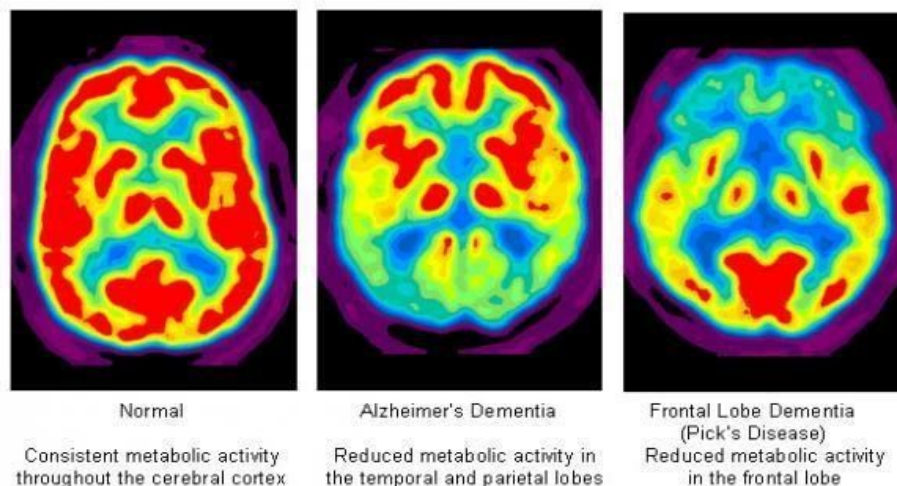 Normal
Consistent metabolic activity
throughout the cerebral cortex
Alzheimer's Dementia
Reduced metabolic activity in
the temporal and parietal lobes
Frontal Lobe Dementia
(Pick's Disease)
Reduced metabolic activity
in the frontal lobe